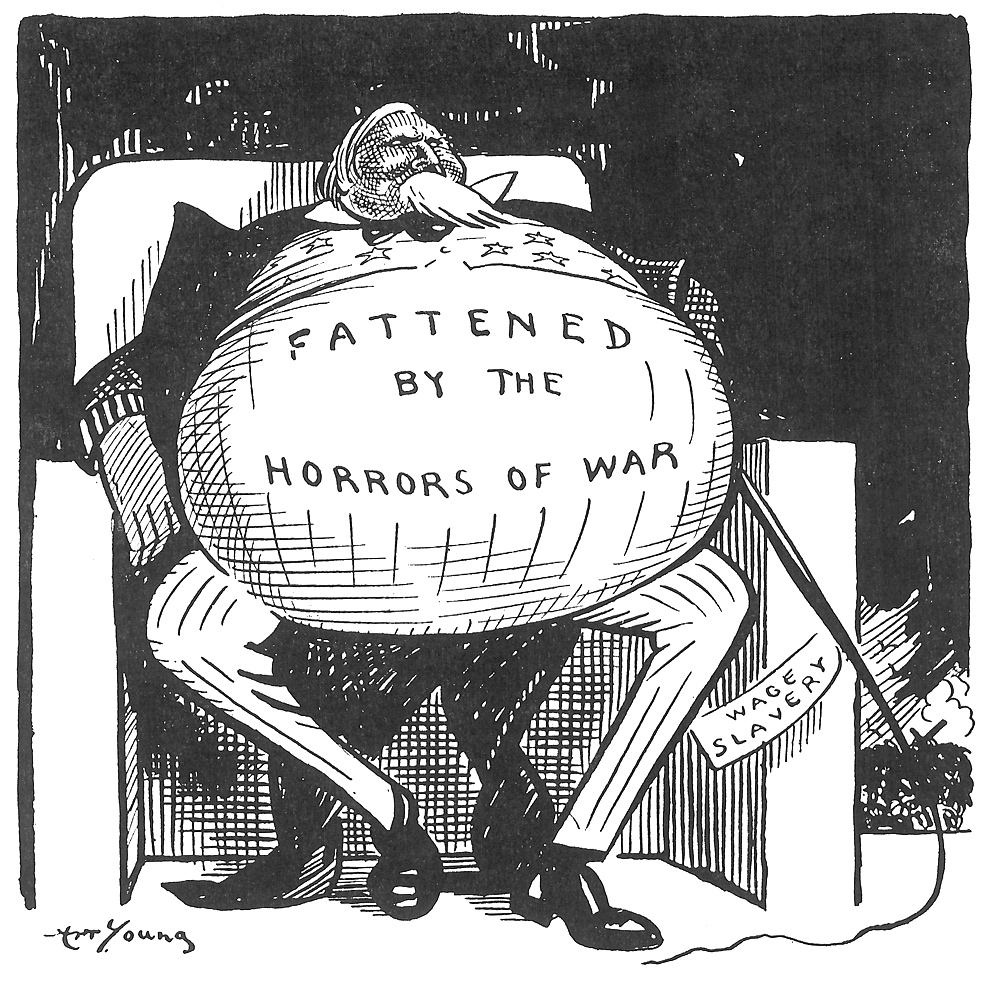 FATTENED
BY THE
HORRORS OF WAR
WAGE
SLAVERY
Art Young